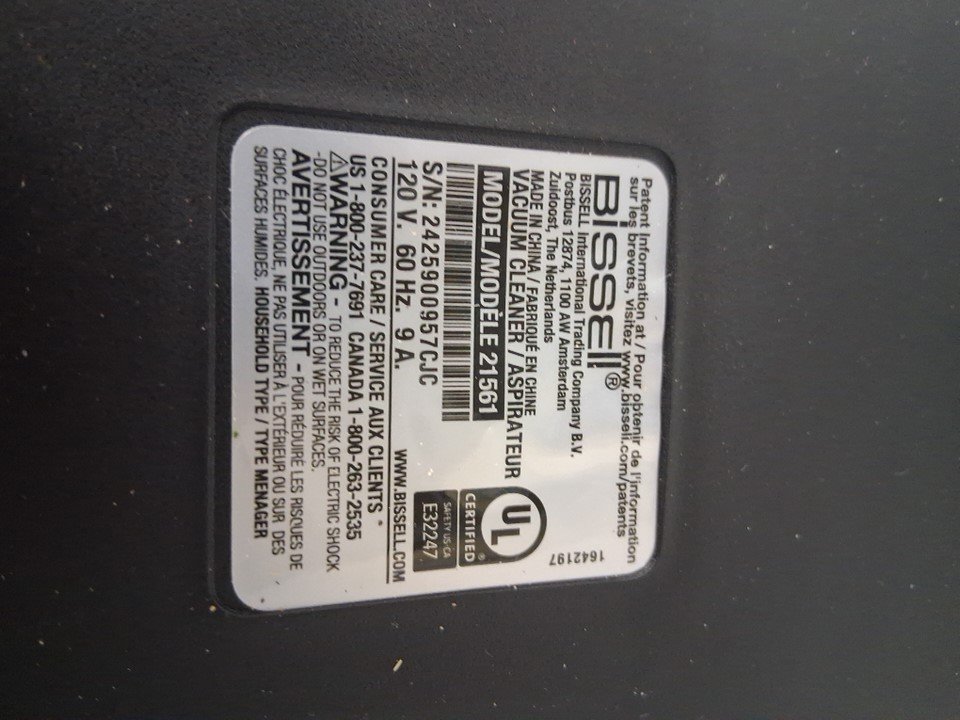 Patent Information at / Pour obtenir de l'information
sur les brevets, visitez www.bissell.com/patents
BISSELL®
BISSELL International Trading Company B.V.
Postbus 12874, 1100 AW Amsterdam
Zuidoost, The Netherlands
MADE IN CHINA / FABRIQUÉ EN CHINE
VACUUM CLEANER / ASPIRATEUR
MODEL/MODÈLE 21561
S/N: 2425900957CJC
120 V. 60 Hz. 9 A.
1642197
UL
CERTIFIED
SAFETY US-CA
E32247
WWW.BISSELL.COM
CONSUMER CARE / SERVICE AUX CLIENTS
US 1-800-237-7691 CANADA 1-800-263-2535
⚠WARNING - TO REDUCE THE RISK OF ELECTRIC SHOCK
-DO NOT USE OUTDOORS OR ON WET SURFACES.
AVERTISSEMENT - POUR RÉDUIRE LES RISQUES DE
CHOC ÉLECTRIQUE, NE PAS UTILISER À L'EXTÉRIEUR OU SUR DES
SURFACES HUMIDES. HOUSEHOLD TYPE / TYPE MENAGER